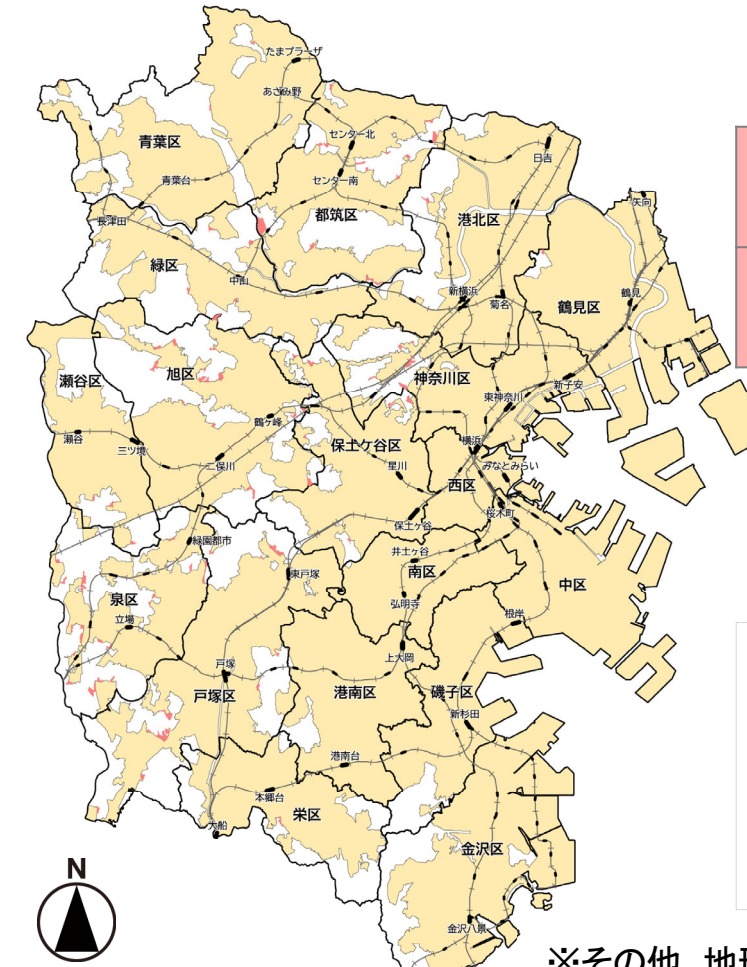 たまプラーザ
あざみ野
センター北
青葉区
日吉
青葉台
センター南
矢向
長津田
都筑区
港北区
緑区
中山
新横浜
菊名
鶴見
鶴見区
瀬谷区
旭区
神奈川区
新子安
東神奈川
鶴ヶ峰
瀬谷
三ツ境
保土ケ谷区
横浜
二俣川
星川
みなとみらい
西区
桜木町
保土ヶ谷
緑園都市
井土ヶ谷
東戸塚
南区
中区
泉区
弘明寺
立場
根岸
上大岡
戸塚
戸塚区
港南区
磯子区
新杉田
港南台
本郷台
大船
栄区
金沢区
N
金沢八景
※その他、地形